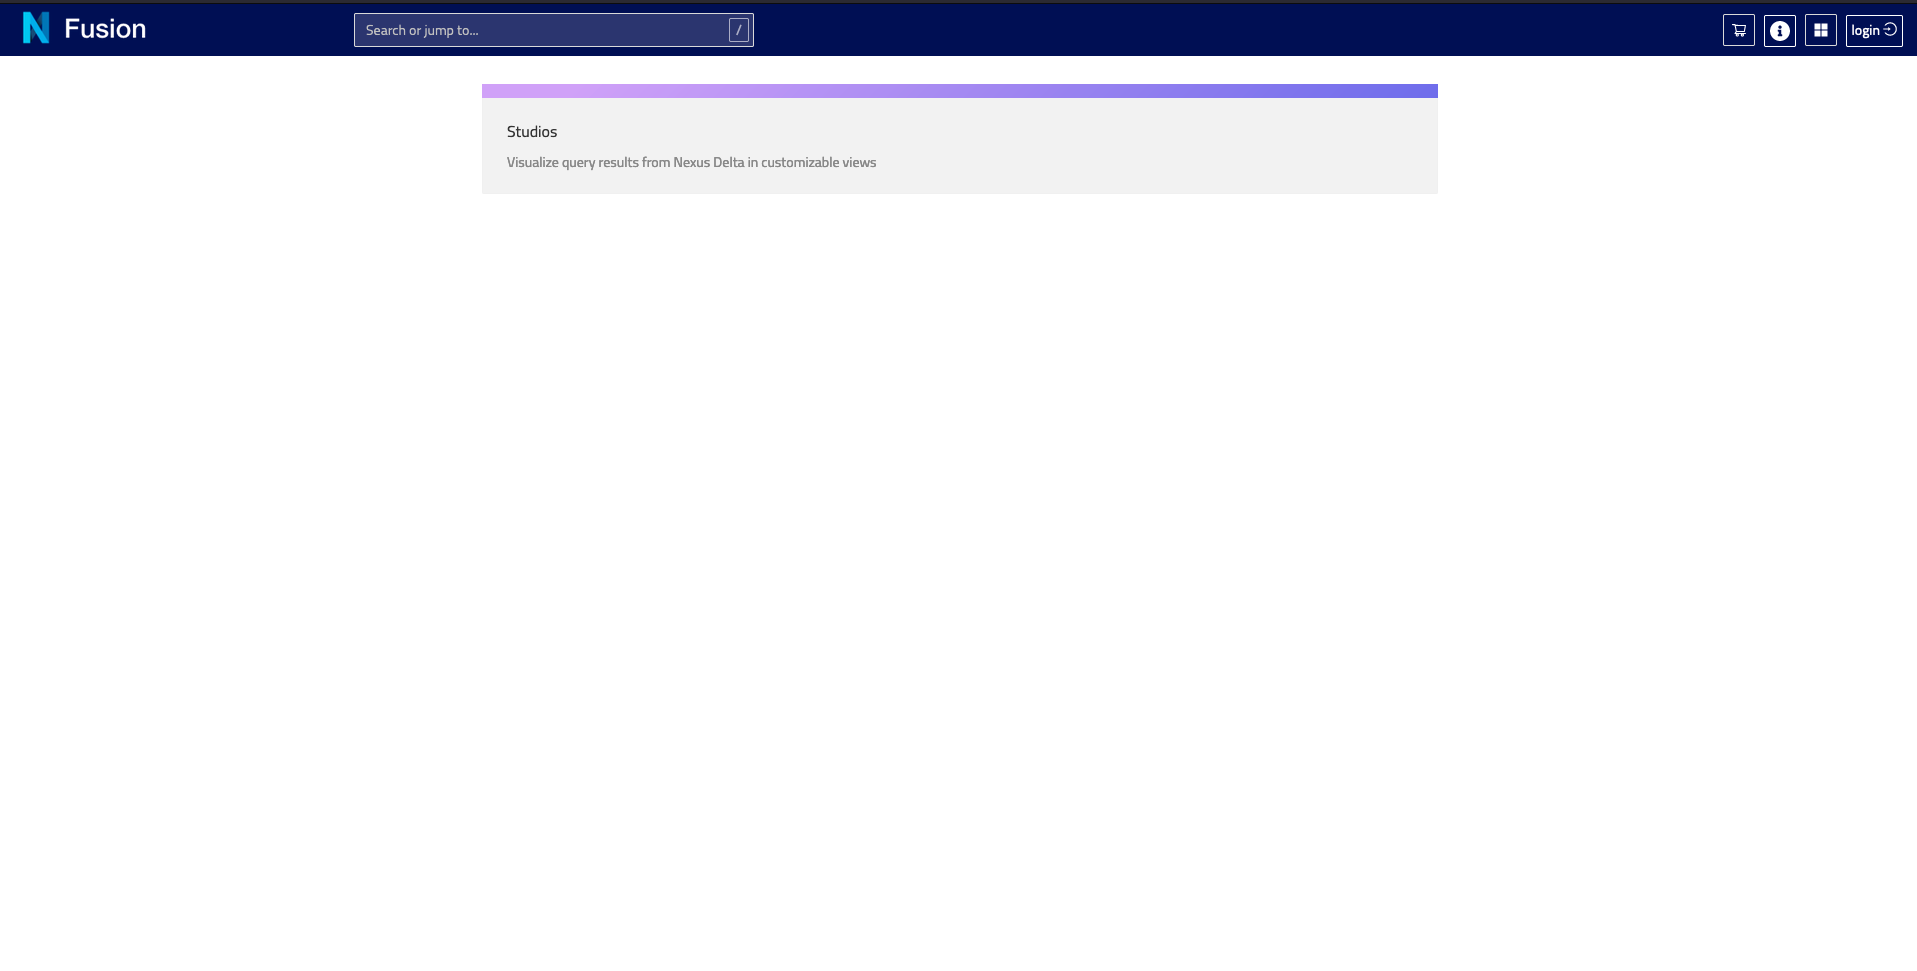 Fusion
Search or jump to...
/
login
Studios
Visualize query results from Nexus Delta in customizable views